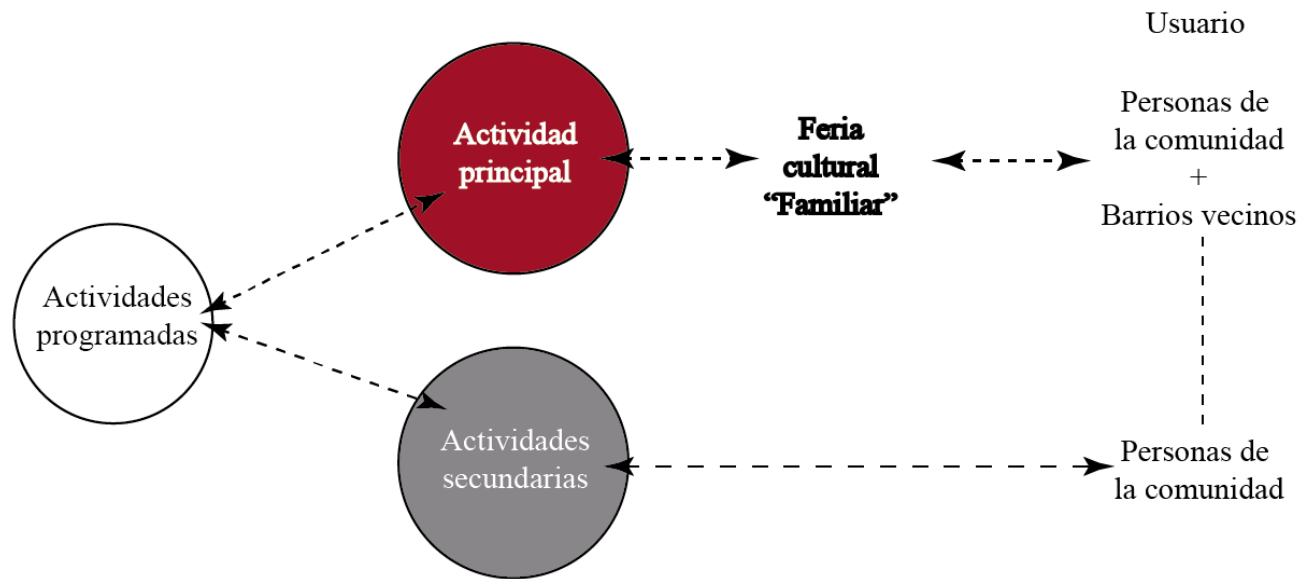 Usuario
Actividad
principal
Feria
cultural
“Familiar”
Personas de
la comunidad
+
Barrios vecinos
Actividades
programadas
Actividades
secundarias
Personas de
la comunidad